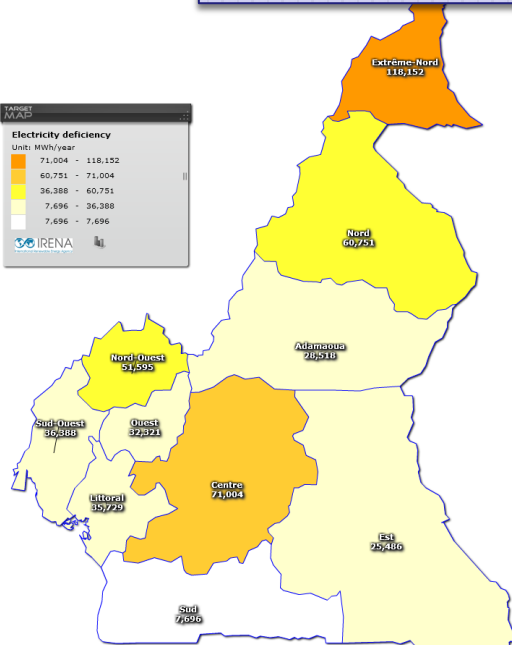 Extrême-Nord
118,152
TARGET
MAP
Electricity deficiency
Unit: MWh/year
71,004 - 118,152
60,751 - 71,004
36,388 - 60,751
7,696 - 36,388
7,696 - 7,696
IRENA
Nord
60,751
Adamaoua
28,518
Nord-Ouest
51,595
Sud-Ouest
36,388
Ouest
32,321
Littoral
35,729
Centre
71,004
Est
25,486
Sud
7,696